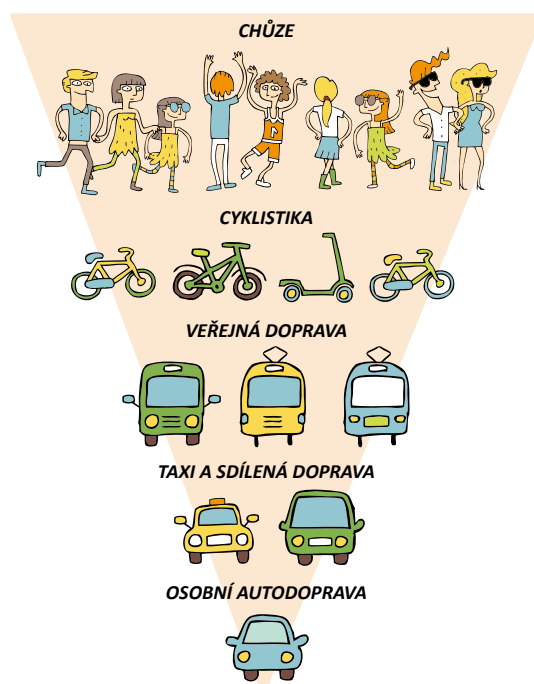 CHŮZE
CYKLISTIKA
VEŘEJNÁ DOPRAVA
TAXI A SDÍLENÁ DOPRAVA
OSOBNÍ AUTODOPRAVA